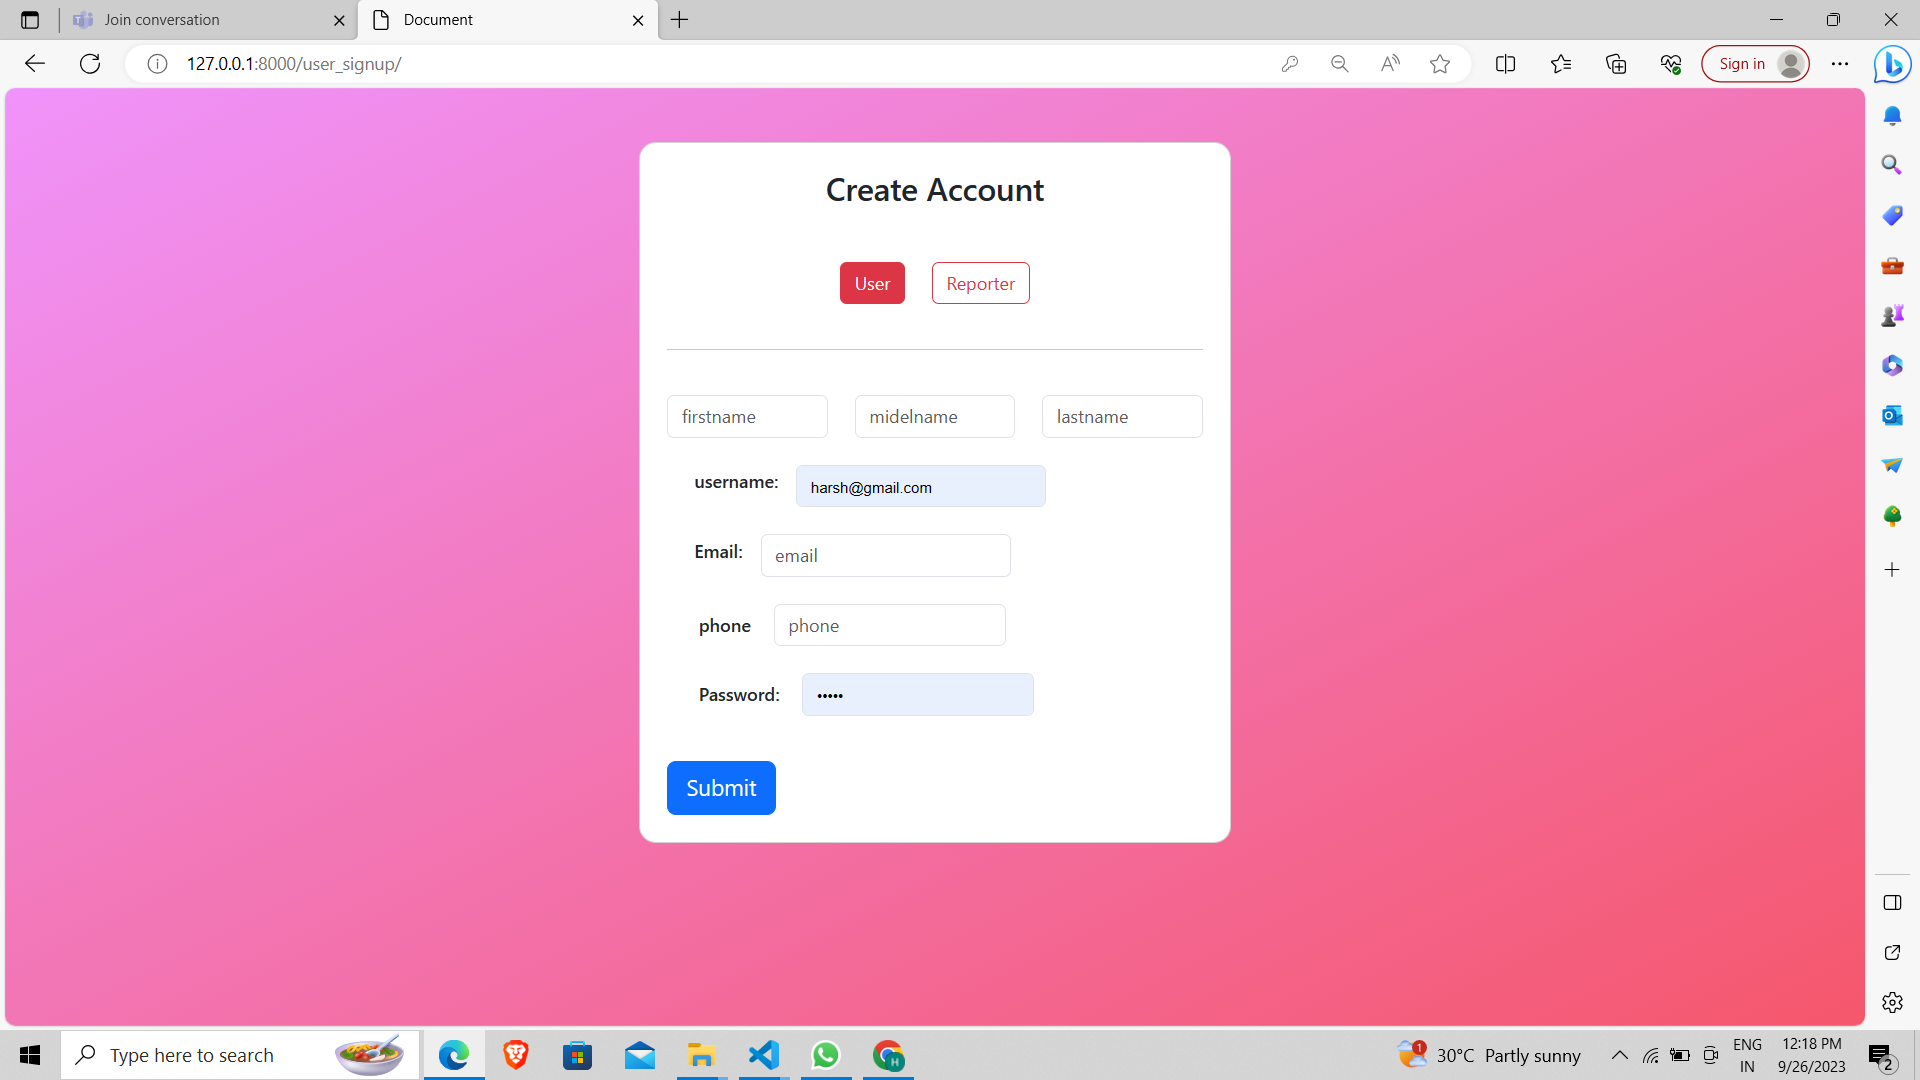 Join conversation
Document
127.0.0.1:8000/user_signup/
Sign in
Create Account
User
Reporter
firstname
midelname
lastname
username:
harsh@gmail.com
Email:
email
phone
phone
Password:
•••••
Submit
Type here to search
1
30°C Partly sunny
ENG
IN
12:18 PM
9/26/2023
2